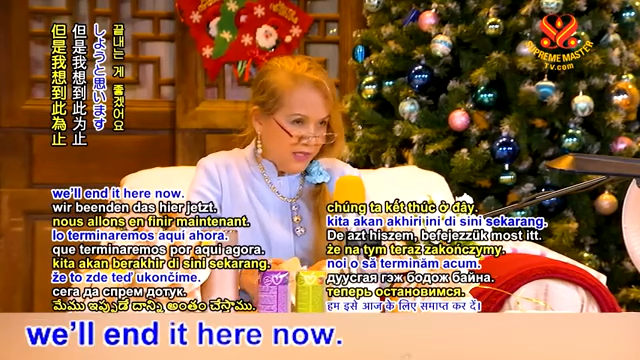 끝내는 게 좋겠어요
しようと思います
但是我想到此为止
但是我想到此為止
SUPREME MASTER
TV.com
we'll end it here now.
wir beenden das hier jetzt.
nous allons en finir maintenant.
lo terminaremos aquí ahora.
que terminaremos por aqui agora.
kita akan berakhir di sini sekarang.
že to zde teď ukončíme.
сега да спрем дотук.
మేము ఇప్పుడే దాన్ని అంతం చేస్తాము.
chúng ta kết thúc ở đây.
kita akan akhiri ini di sini sekarang.
De azt hiszem, befejezzük most itt.
że na tym teraz zakończymy.
noi o să terminăm acum.
дуусгая гэж бодож байна.
теперь остановимся.
हम इसे आज के लिए समाप्त कर दें।
we'll end it here now.